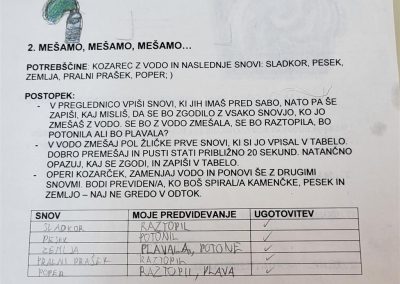 2. MEŠAMO, MEŠAMO, MEŠAMO…
POTREBŠČINE: KOZAREC Z VODO IN NASLEDNJE SNOVI: SLADKOR, PESEK,
ZEMLJA, PRALNI PRAŠEK, POPER; )
POSTOPEK:
- V PREGLEDNICO VPIŠI SNOVI, KI JIH IMAŠ PRED SABO, NATO PA ŠE
ZAPIŠI, KAJ MISLIŠ, DA SE BO ZGODILO Z VSAKO SNOVJO, KO JO
ZMEŠAŠ Z VODO. SE BO Z VODO ZMEŠALA, SE BO RAZTOPILA, BO
POTONILA ALI BO PLAVALA?
- V VODO ZMEŠAJ POL ŽLIČKE PRVE SNOVI, KI SI JO VPISAL V TABELO.
DOBRO PREMEŠAJ IN PUSTI STATI PRIBLIŽNO 20 SEKUND. NATANČNO
OPAZUJ, KAJ SE ZGODI, IN ZAPIŠI V TABELO.
- OPERI KOZARČEK, ZAMENJAJ VODO IN PONOVI ŠE Z DRUGIMI
SNOVMI. BODI PREVIDEN/A, KO BOŠ SPIRAL/A KAMENČKE, PESEK IN
ZEMLJO – NAJ NE GREDO V ODTOK.
SNOV MOJE PREDVIDEVANJE UGOTOVITEV
SLADKOR RAZTOPIL ✓
PESEK POTONIL ✓
ZEMLJA PLAVALA, POTONE ✓
PRALNI PRAŠEK RAZTOPIL ✓
POPER RAZTOPIL, PLAVA ✓